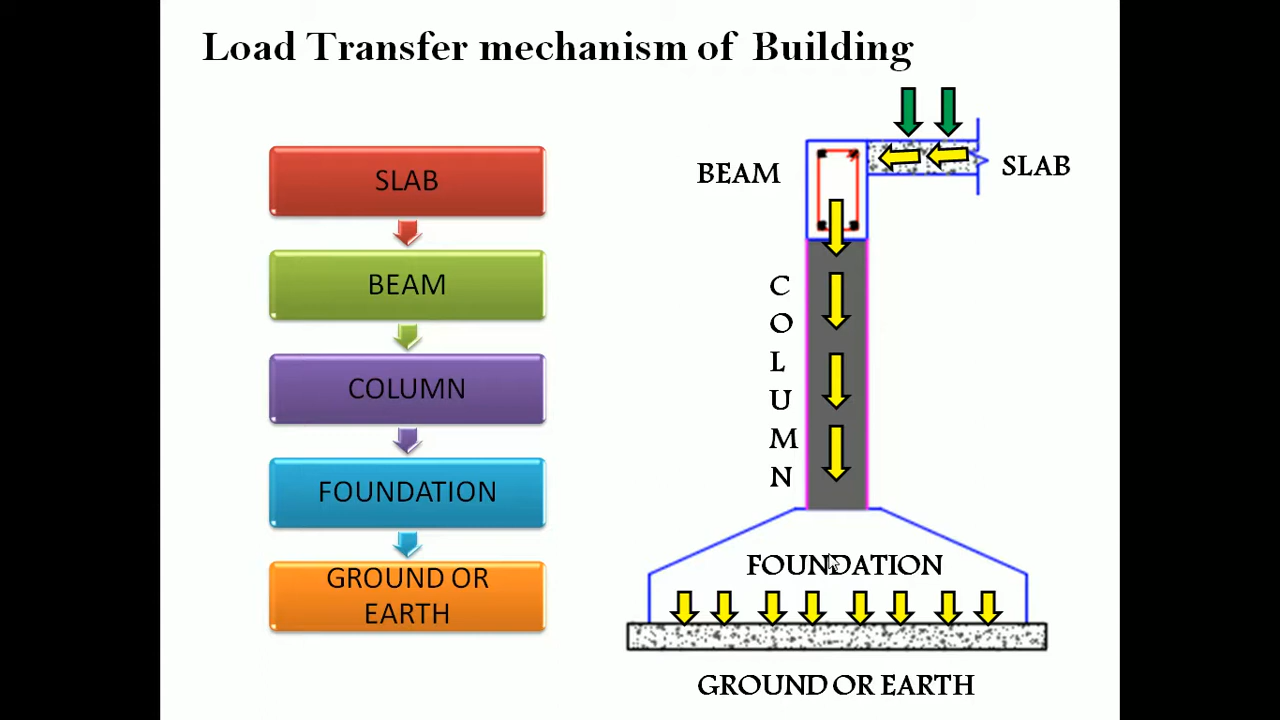 Load Transfer mechanism of Building
SLAB
BEAM
COLUMN
FOUNDATION
GROUND OR
EARTH
BEAM
SLAB
C
O
L
U
M
N
FOUNDATION
GROUND OR EARTH